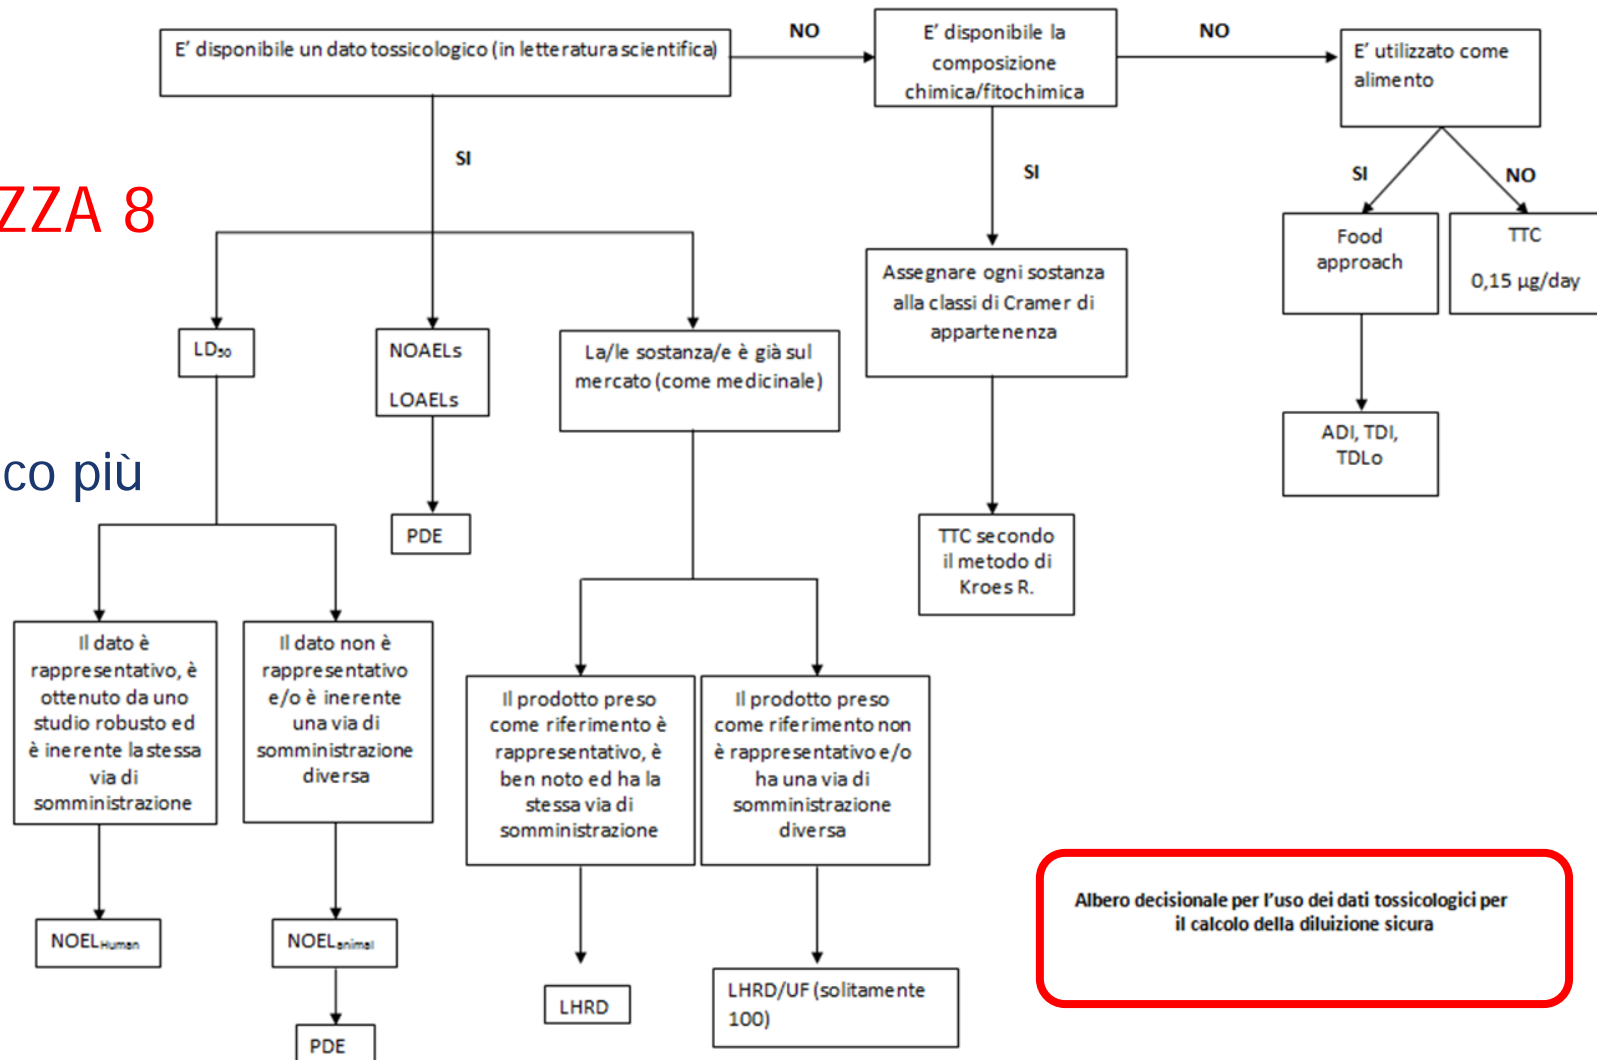 E' disponibile un dato tossicologico (in letteratura scientifica)
NO
E' disponibile la
composizione
chimica/fitochimica
NO
E' utilizzato come
alimento
SI
SI
SI
NO
ZZA 8
Food
approach
TTC
0,15 µg/day
Assegnare ogni sostanza
alla classi di Cramer di
appartenenza
LD50
NOAELs
LOAELs
La/le sostanza/e è già sul
mercato (come medicinale)
ADI, TDI,
TDLo
co più
PDE
TTC secondo
il metodo di
Kroes R.
Il dato è
rappresentativo, è
ottenuto da uno
studio robusto ed
è inerente la stessa
via di
somministrazione
Il dato non è
rappresentativo
e/o è inerente
una via di
somministrazione
diversa
Il prodotto preso
come riferimento è
rappresentativo, è
ben noto ed ha la
stessa via di
somministrazione
Il prodotto preso
come riferimento non
è rappresentativo e/o
ha una via di
somministrazione
diversa
Albero decisionale per l'uso dei dati tossicologici per
il calcolo della diluizione sicura
NOELHuman
NOELanimal
LHRD
LHRD/UF (solitamente
100)
PDE